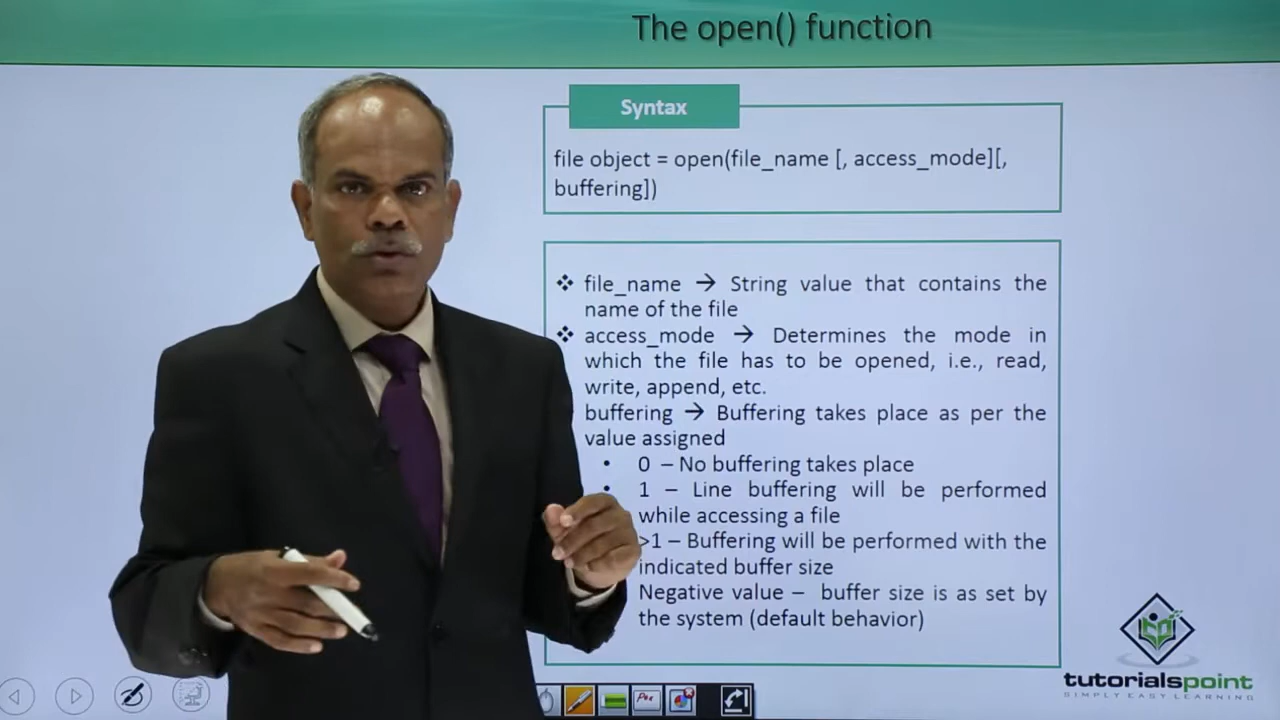 The open() function
Syntax
file object = open(file_name [, access_mode][,
buffering])
❖ file_name → String value that contains the
name of the file
❖ access_mode → Determines the mode in
which the file has to be opened, i.e., read,
write, append, etc.
buffering → Buffering takes place as per the
value assigned
• 0 – No buffering takes place
• 1 – Line buffering will be performed
while accessing a file
>1 – Buffering will be performed with the
indicated buffer size
Negative value – buffer size is as set by
the system (default behavior)
tutorialspoint
SIMPLY EASY LEARNING